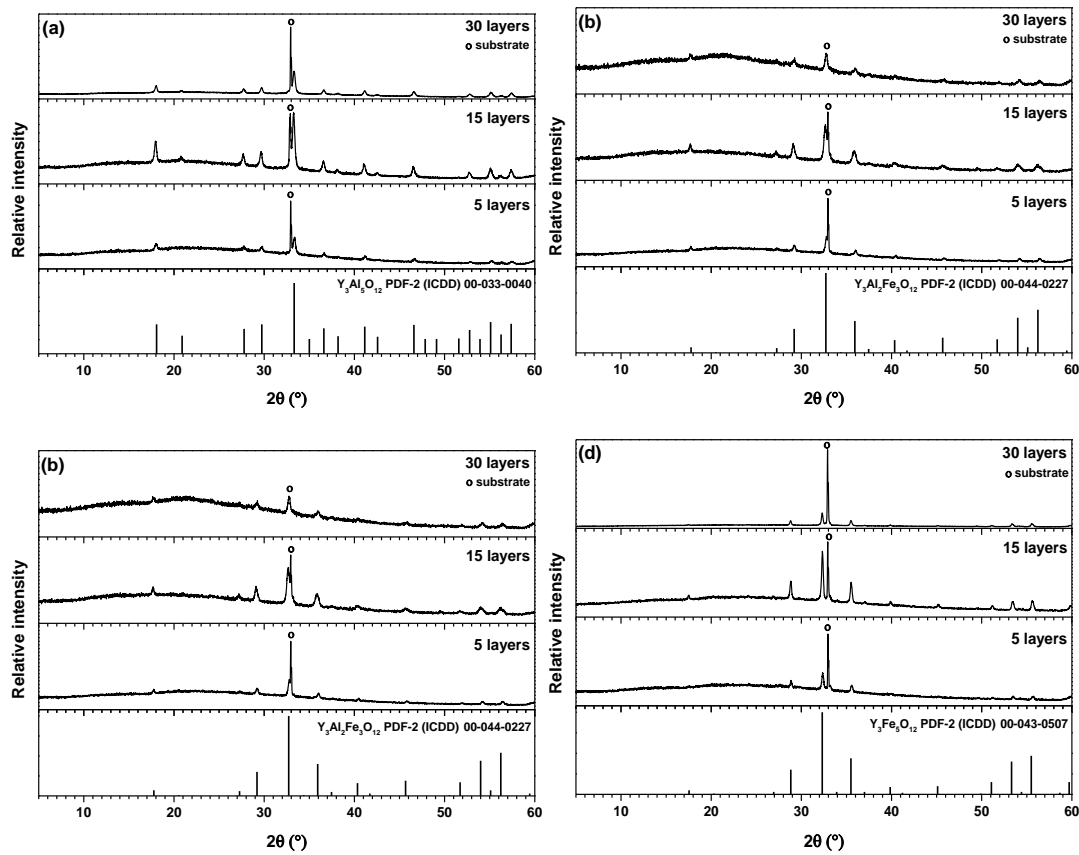 (a)
30 layers
o substrate
o
15 layers
o
5 layers
o
Y3Al5O12 PDF-2 (ICDD) 00-033-0040
Relative intensity
10 20 30 40 50 60
2θ (°)
(b)
30 layers
o substrate
o
15 layers
o
5 layers
o
Y3Al2Fe3O12 PDF-2 (ICDD) 00-044-0227
Relative intensity
10 20 30 40 50 60
2θ (°)
(b)
30 layers
o substrate
o
15 layers
o
5 layers
o
Y3Al2Fe3O12 PDF-2 (ICDD) 00-044-0227
Relative intensity
10 20 30 40 50 60
2θ (°)
(d)
30 layers
o substrate
o
15 layers
o
5 layers
o
Y3Fe5O12 PDF-2 (ICDD) 00-043-0507
Relative intensity
10 20 30 40 50 60
2θ (°)